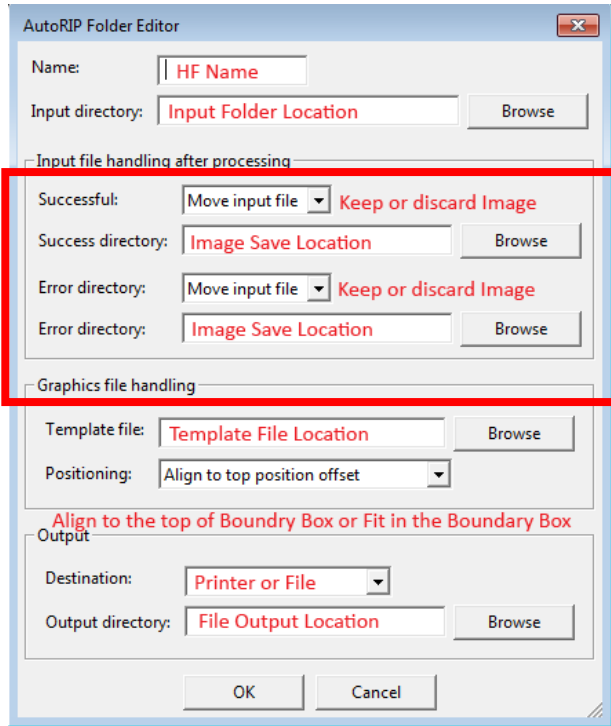 AutoRIP Folder Editor
Name: HF Name
Input directory: Input Folder Location Browse
Input file handling after processing
Successful: Move input file Keep or discard Image
Success directory: Image Save Location Browse
Error directory: Move input file Keep or discard Image
Error directory: Image Save Location Browse
Graphics file handling
Template file: Template File Location Browse
Positioning: Align to top position offset
Align to the top of Boundry Box or Fit in the Boundary Box
Output
Destination: Printer or File
Output directory: File Output Location Browse
OK Cancel